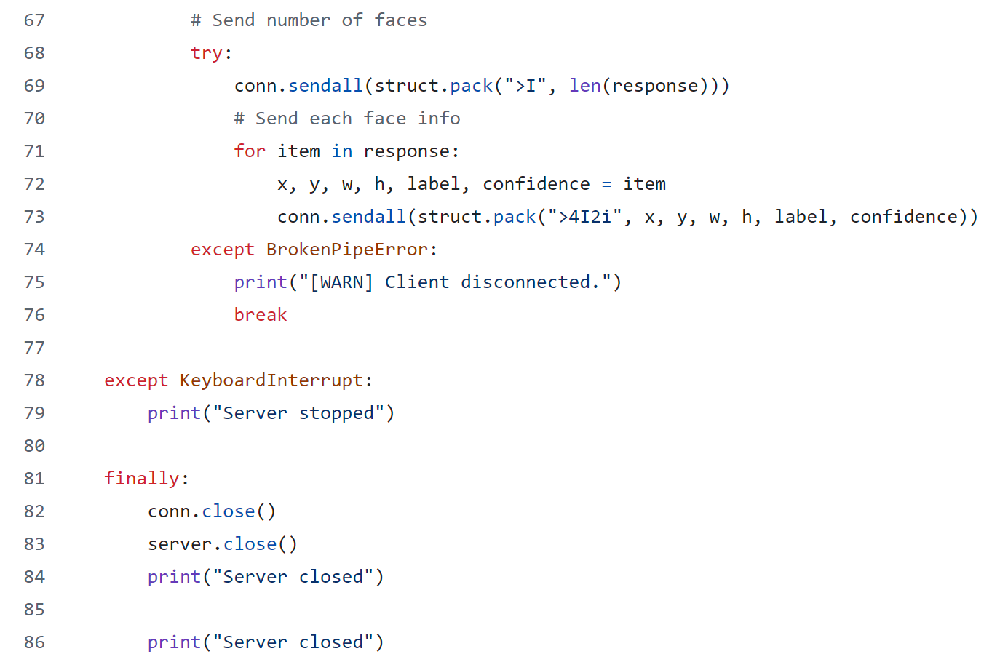 67 # Send number of faces
68 try:
69 conn.sendall(struct.pack(">I", len(response)))
70 # Send each face info
71 for item in response:
72 x, y, w, h, label, confidence = item
73 conn.sendall(struct.pack(">4I2i", x, y, w, h, label, confidence))
74 except BrokenPipeError:
75 print("[WARN] Client disconnected.")
76 break
77
78 except KeyboardInterrupt:
79 print("Server stopped")
80
81 finally:
82 conn.close()
83 server.close()
84 print("Server closed")
85
86 print("Server closed")